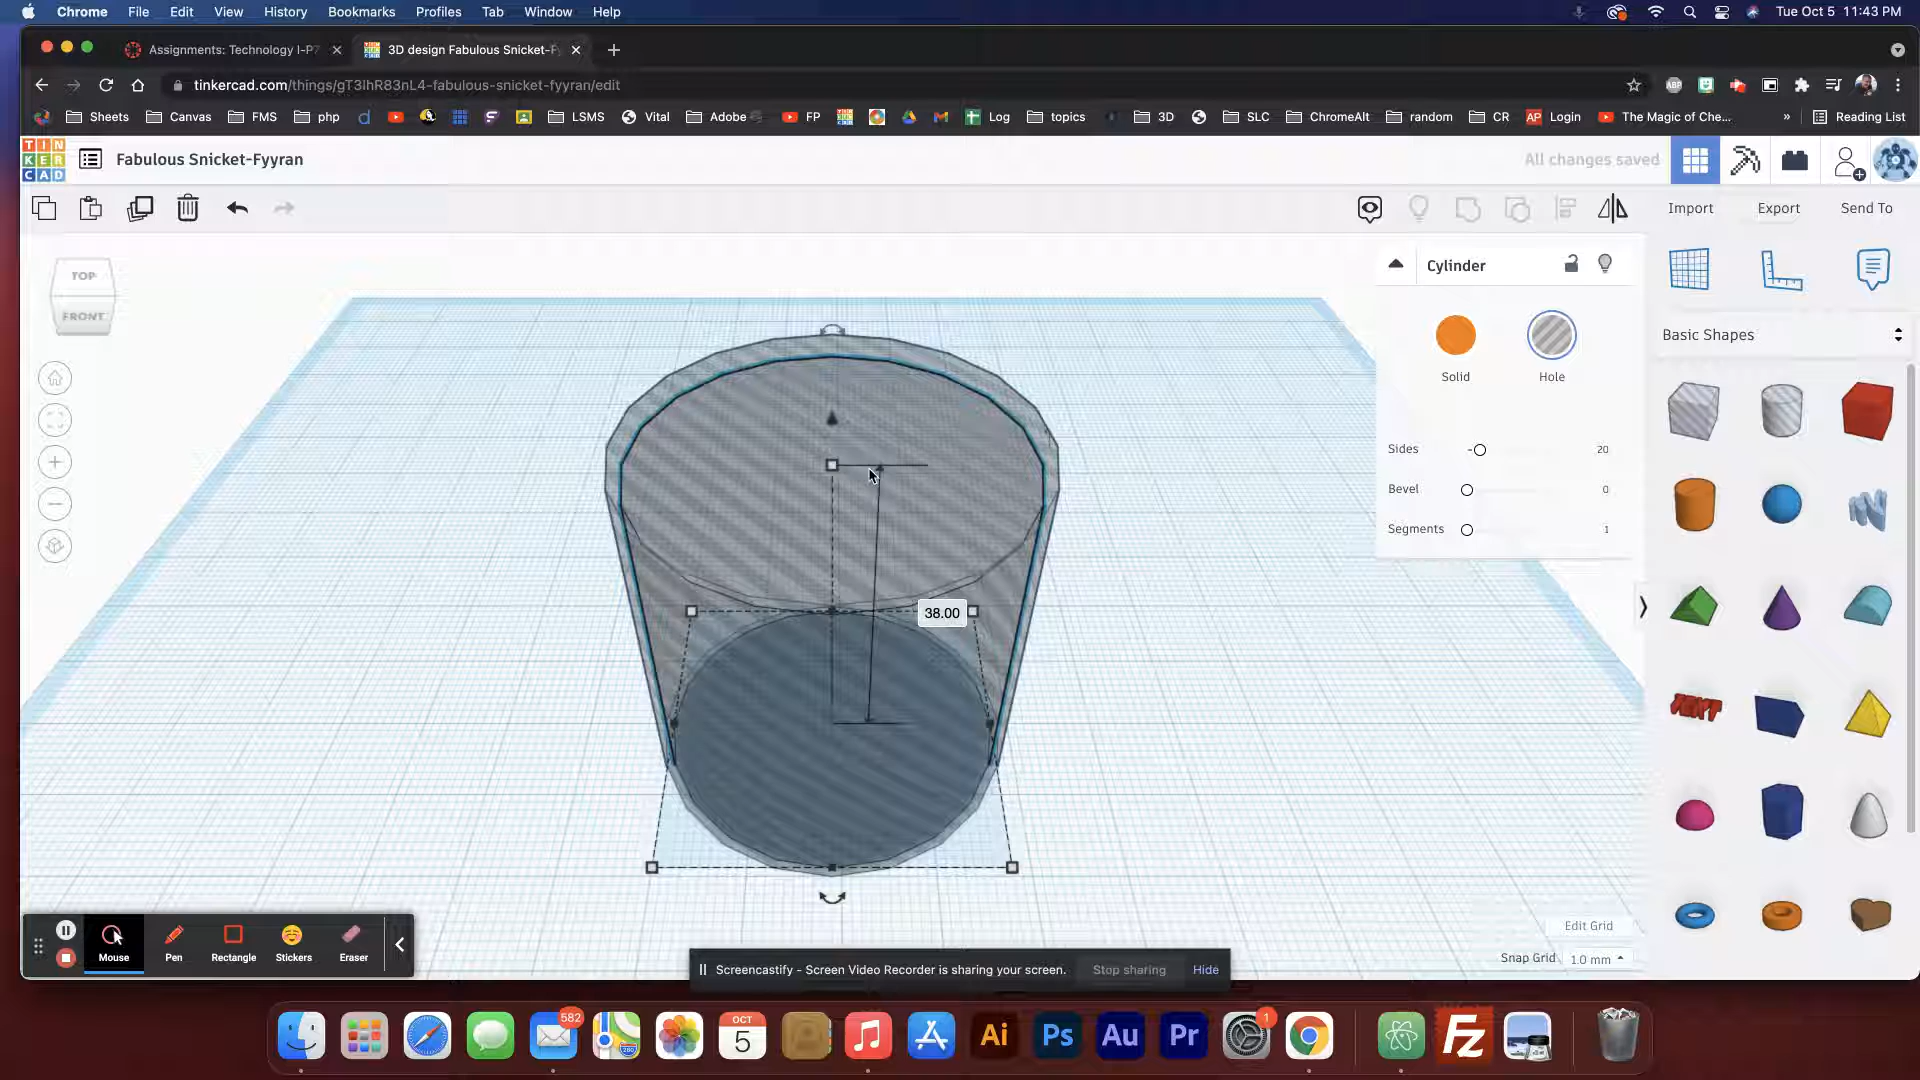 Chrome File Edit View History Bookmarks Profiles Tab Window Help Tue Oct 5 11:43 PM
Assignments: Technology I-P7 3D design Fabulous Snicket-F
tinkercad.com/things/gT3IhR83nL4-fabulous-snicket-fyyran/edit
Sheets Canvas FMS php LSMS Vital Adobe FP Log topics 3D SLC ChromeAlt random CR AP Login The Magic of Che... » Reading List
TIN
KER
CAD
Fabulous Snicket-Fyyran All changes saved
Import Export Send To
TOP
FRONT
Cylinder
Solid Hole
Sides 20
Bevel 0
Segments 1
Basic Shapes
TEXT
38.00
Edit Grid
Snap Grid 1.0 mm
Mouse Pen Rectangle Stickers Eraser
Screencastify - Screen Video Recorder is sharing your screen. Stop sharing Hide
582
OCT
5
280
Ai Ps Au Pr 1 FZ